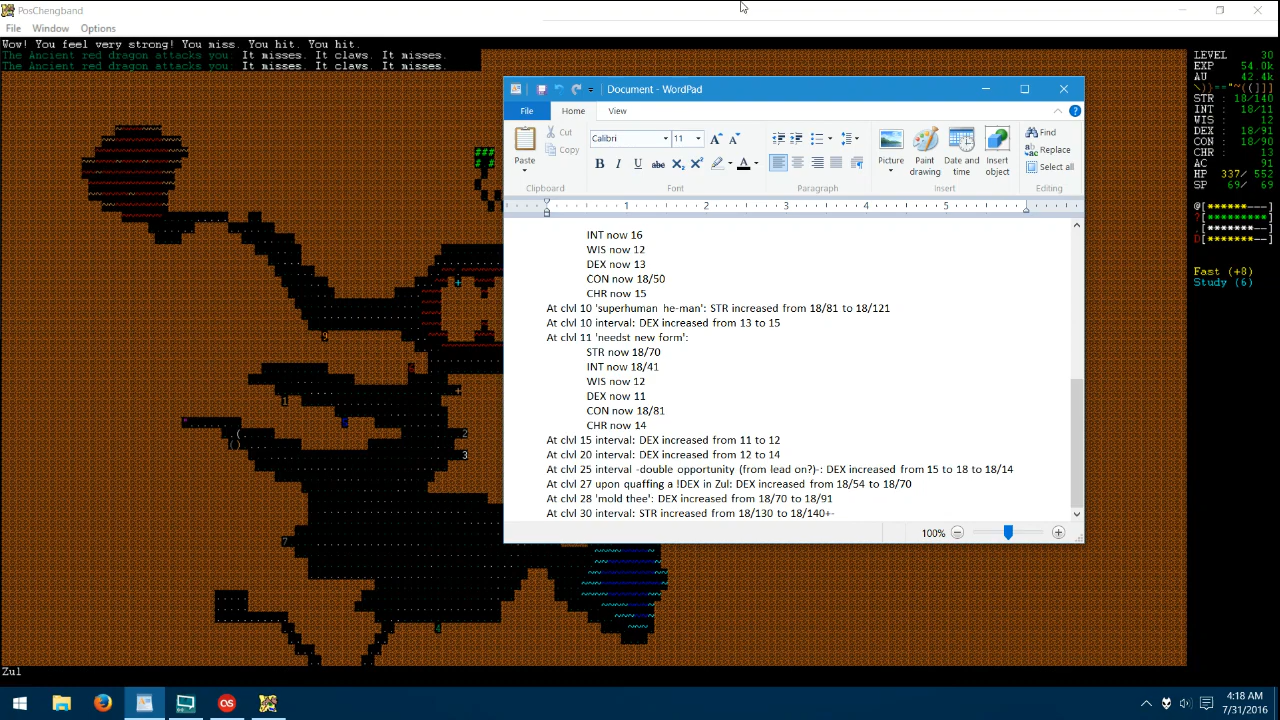 PosChengband
File Window Options
Wow! You feel very strong! You miss. You hit. You hit.
The Ancient red dragon attacks you: It misses. It claws. It misses.
The Ancient red dragon attacks you: It misses. It claws. It misses.
Document - WordPad
File Home View
Paste
Cut
Copy
Clipboard
Calibri 11
Font
Paragraph
Picture
Paint drawing
Date and time
Insert object
Insert
Find
Replace
Select all
Editing
1 2 3 4 5
INT now 16
WIS now 12
DEX now 13
CON now 18/50
CHR now 15
At clvl 10 'superhuman he-man': STR increased from 18/81 to 18/121
At clvl 10 interval: DEX increased from 13 to 15
At clvl 11 'needst new form':
STR now 18/70
INT now 18/41
WIS now 12
DEX now 11
CON now 18/81
CHR now 14
At clvl 15 interval: DEX increased from 11 to 12
At clvl 20 interval: DEX increased from 12 to 14
At clvl 25 interval -double opportunity (from lead on?)-: DEX increased from 15 to 18 to 18/14
At clvl 27 upon quaffing a !DEX in Zul: DEX increased from 18/54 to 18/70
At clvl 28 'mold thee': DEX increased from 18/70 to 18/91
At clvl 30 interval: STR increased from 18/130 to 18/140+-
100%
LEVEL 30
EXP 54.0k
AU 42.4k
STR : 18/140
INT : 18/11
WIS : 12
DEX : 18/91
CON : 18/90
CHR : 13
AC 91
HP 337/ 552
SP 69/ 69
@[******---]
?[*********]
,[*******--]
D[*******--]
Fast (+8)
Study (6)
9
1
2
3
7
4
Zul
4:18 AM
7/31/2016